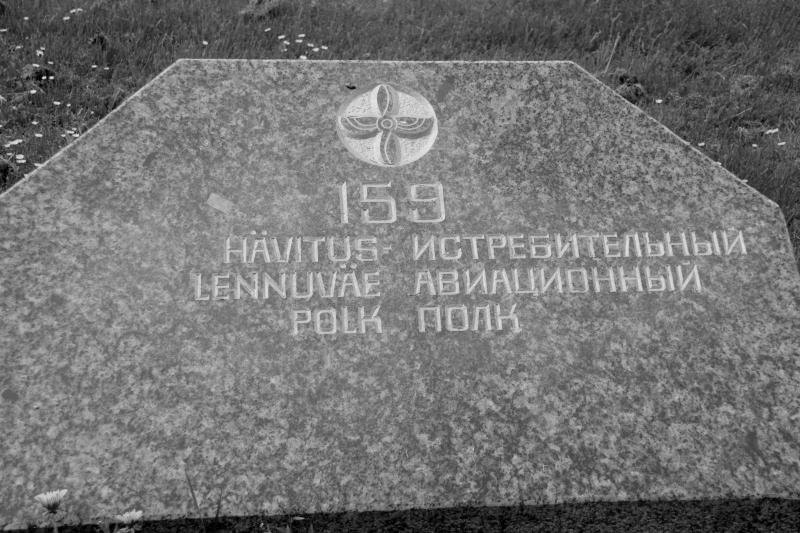 159
HÄVITUS- ИСТРЕБИТЕЛЬНЫЙ
LENNUVÄE АВИАЦИОННЫЙ
POLK ПОЛК